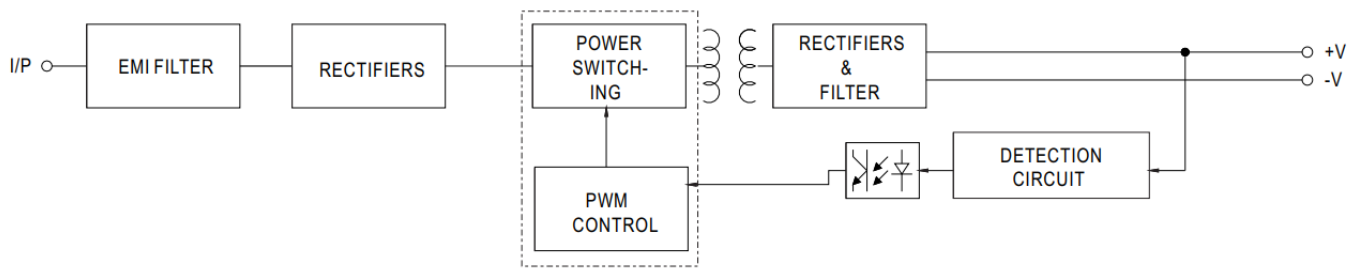 I/P
EMI FILTER
RECTIFIERS
POWER
SWITCH-
ING
RECTIFIERS
&
FILTER
+V
-V
DETECTION
CIRCUIT
PWM
CONTROL